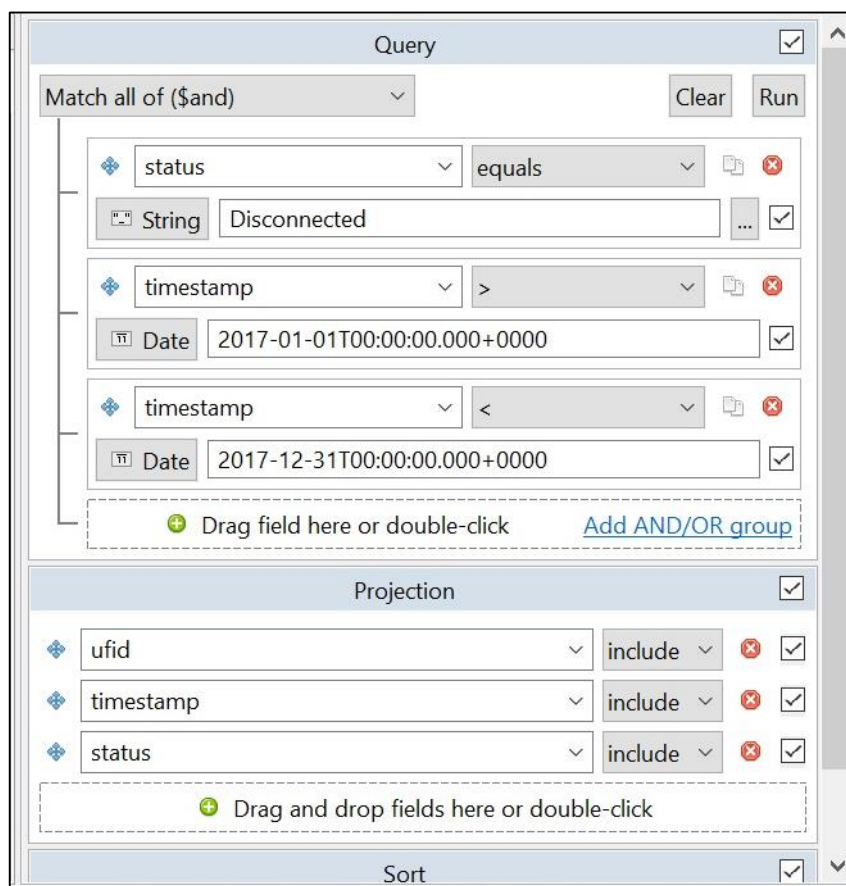 Query
Match all of ($and) Clear Run
status equals
"_" String Disconnected ...
timestamp >
Date 2017-01-01T00:00:00.000+0000
timestamp <
Date 2017-12-31T00:00:00.000+0000
Drag field here or double-click Add AND/OR group
Projection
ufid include
timestamp include
status include
Drag and drop fields here or double-click
Sort